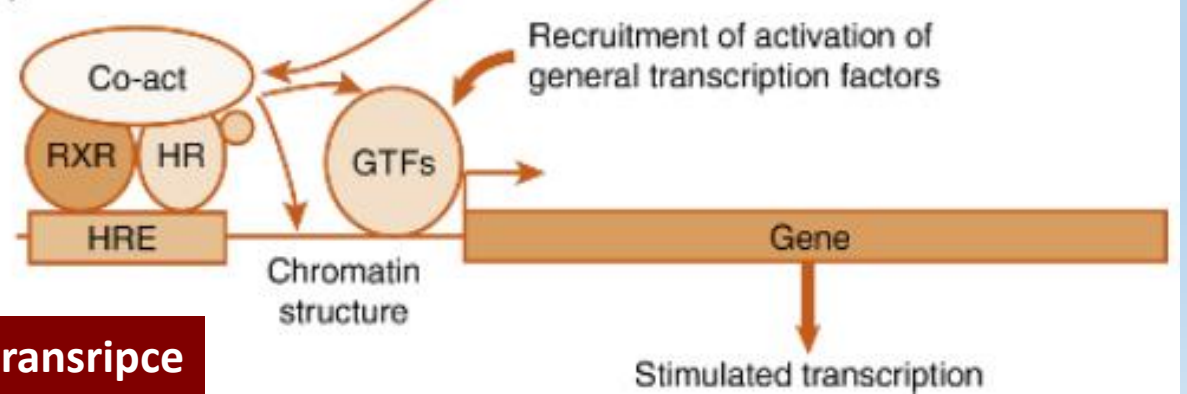 Recruitment of activation of
general transcription factors
Co-act
RXR
HR
GTFs
HRE
Gene
Chromatin
structure
ransripce
Stimulated transcription